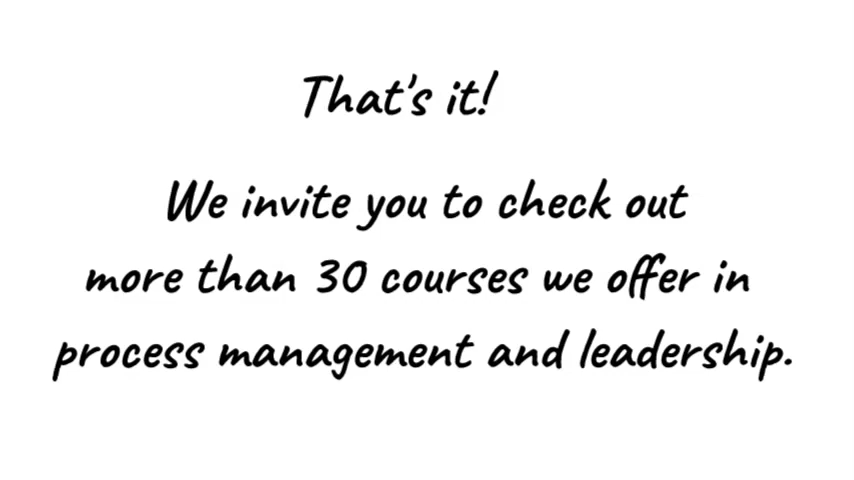 That's it!
We invite you to check out
more than 30 courses we offer in
process management and leadership.